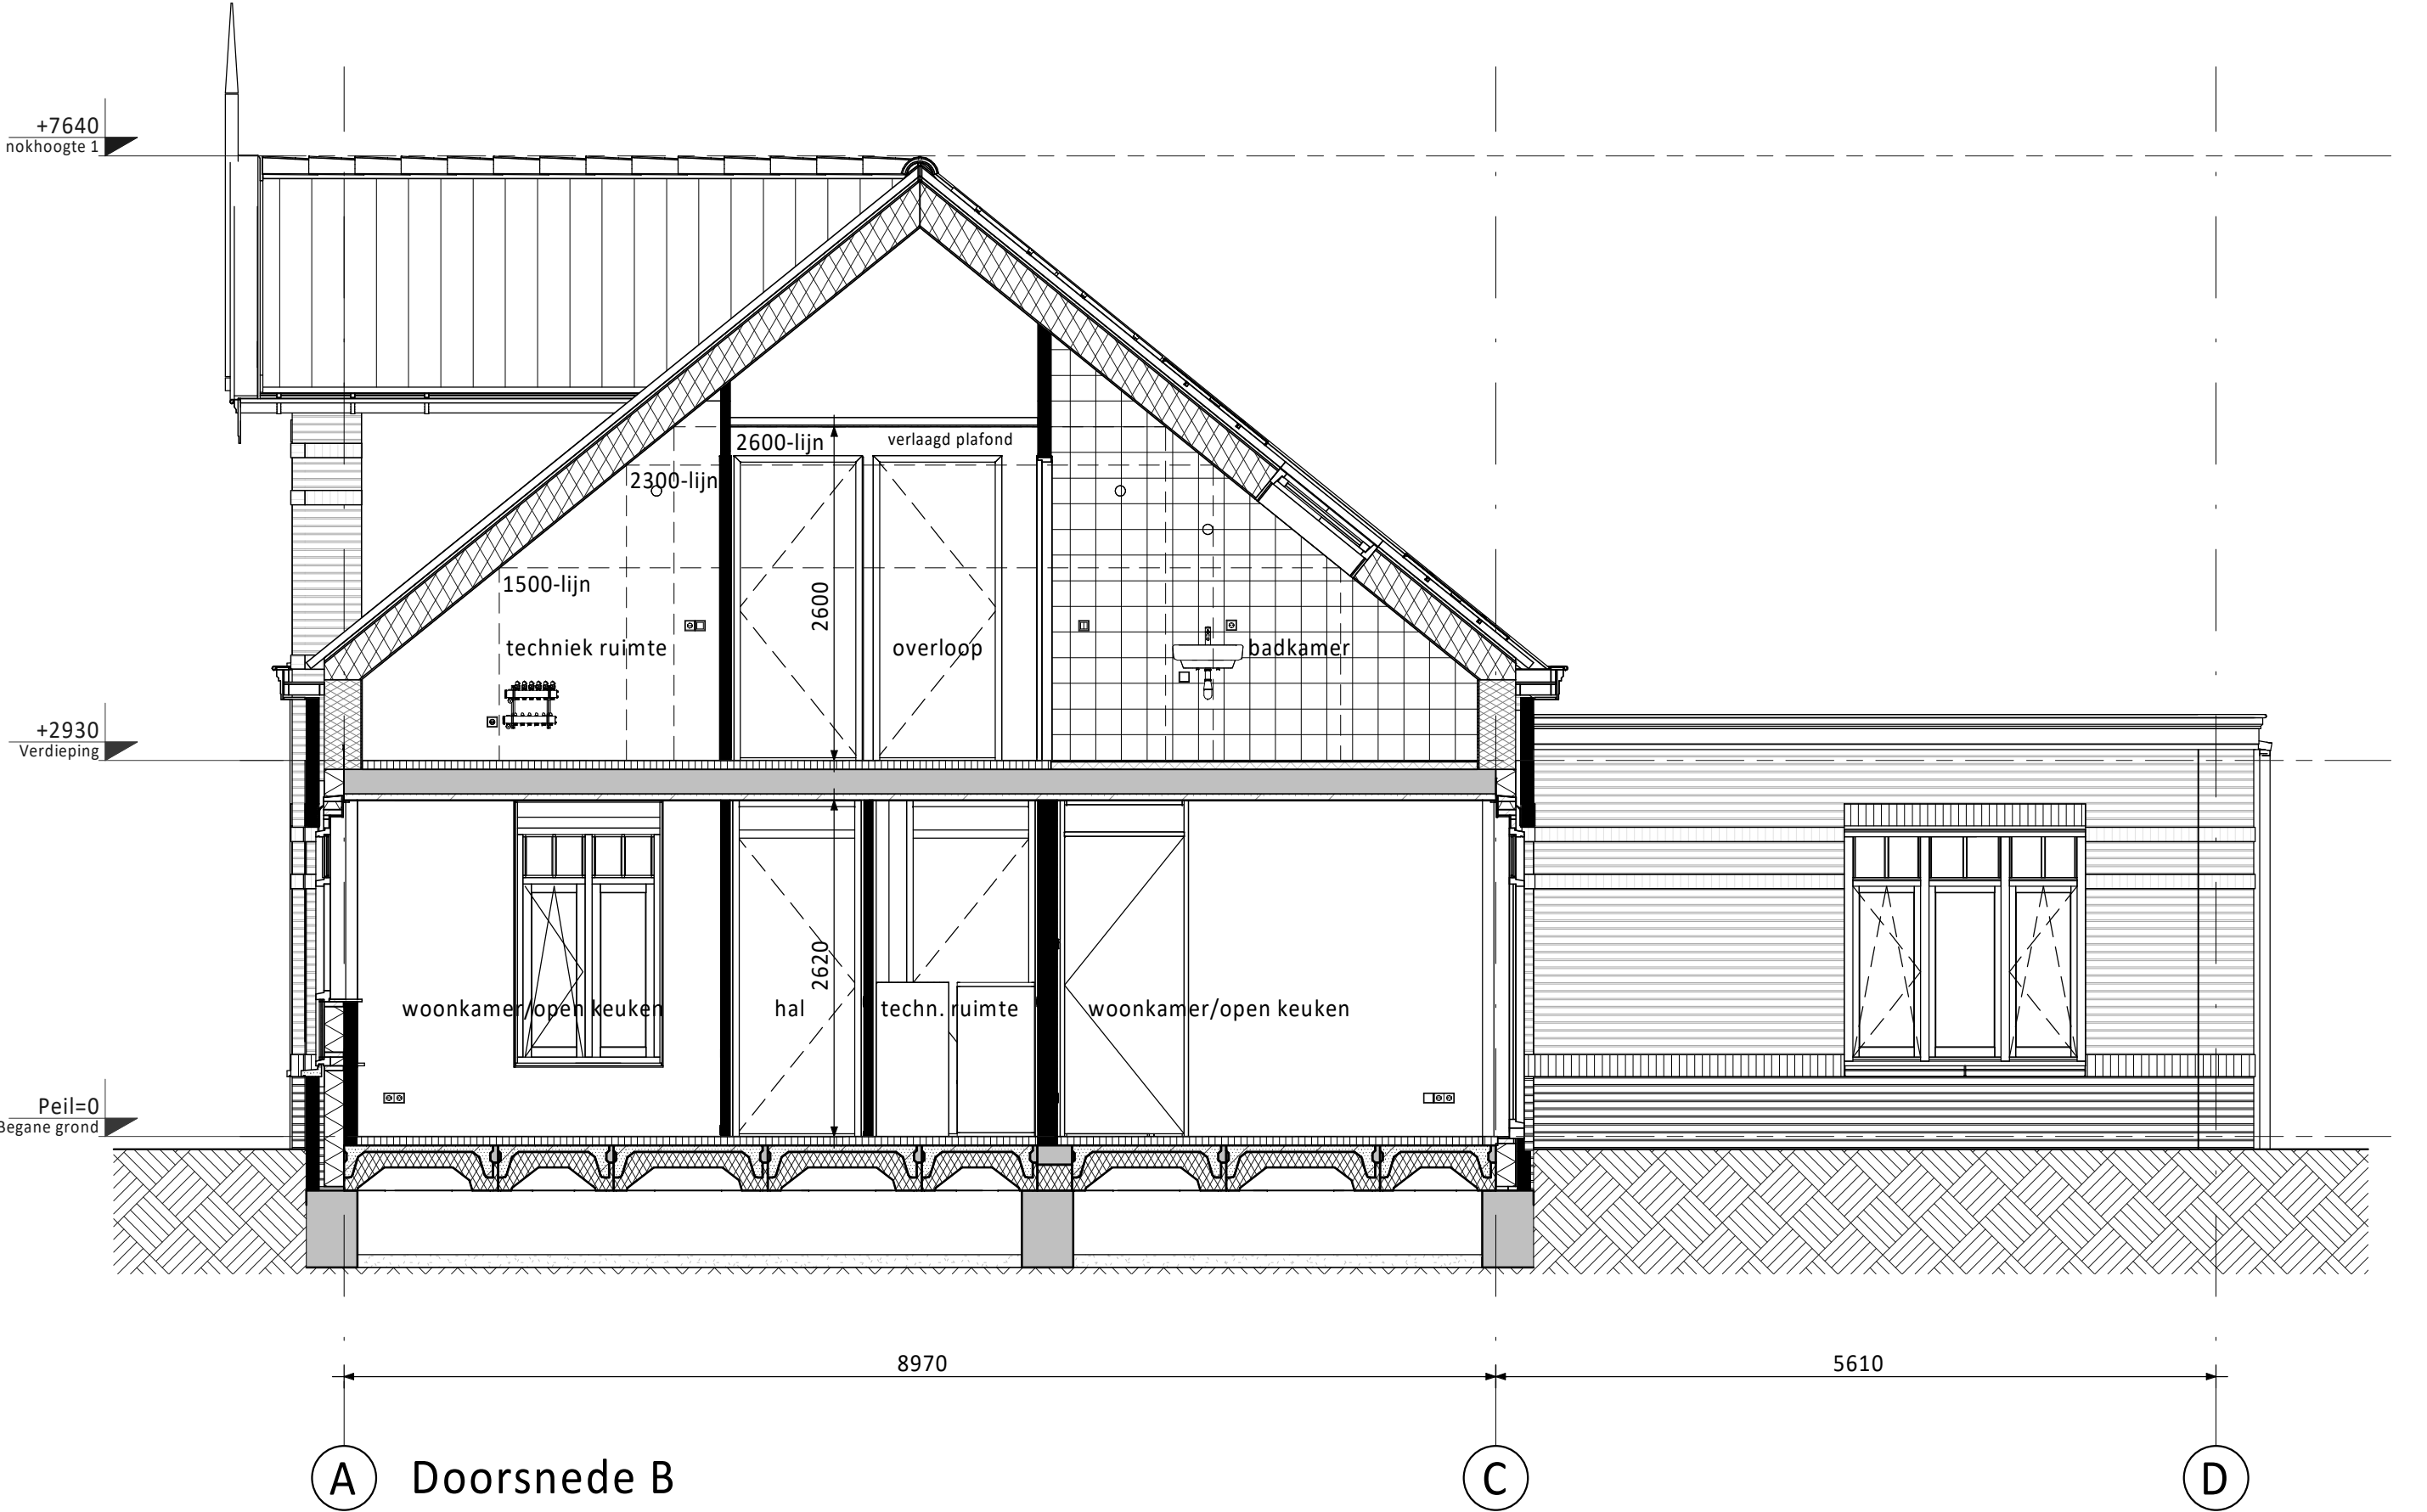 +7640
nokhoogte 1
2600-lijn
verlaagd plafond
2300-lijn
1500-lijn
2600
techniek ruimte
overloop
badkamer
+2930
Verdieping
2620
woonkamer/open keuken
hal
techn. ruimte
woonkamer/open keuken
Peil=0
Begane grond
8970
5610
A
Doorsnede B
C
D